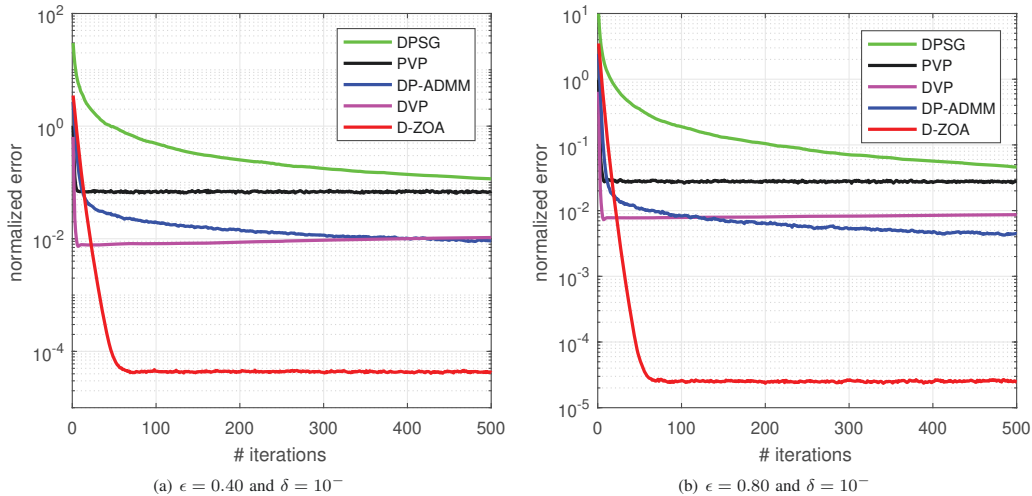 10^2
10^0
10^-2
10^-4
normalized error
0
100
200
300
400
500
# iterations
DPSG
PVP
DP-ADMM
DVP
D-ZOA
(a) ϵ = 0.40 and δ = 10^-
10^1
10^0
10^-1
10^-2
10^-3
10^-4
10^-5
normalized error
0
100
200
300
400
500
# iterations
DPSG
PVP
DVP
DP-ADMM
D-ZOA
(b) ϵ = 0.80 and δ = 10^-